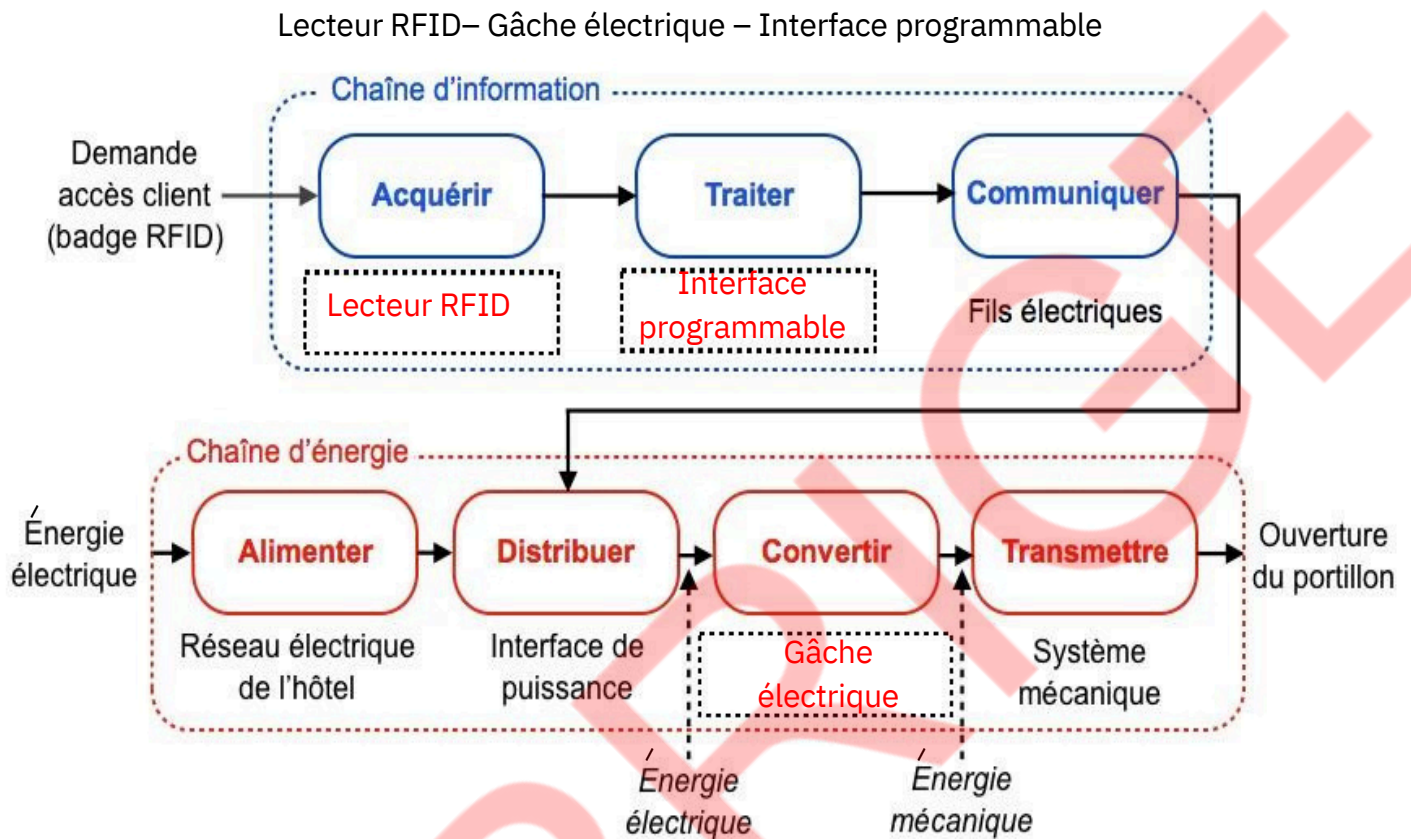 Lecteur RFID– Gâche électrique – Interface programmable
Chaîne d'information
Demande
accès client
(badge RFID)
Acquérir
Traiter
Communiquer
Lecteur RFID
Interface
programmable
Fils électriques
Chaîne d'énergie
Énergie
électrique
Alimenter
Distribuer
Convertir
Transmettre
Ouverture
du portillon
Réseau électrique
de l'hôtel
Interface de
puissance
Gâche
électrique
Système
mécanique
Énergie
électrique
Énergie
mécanique
RIGE